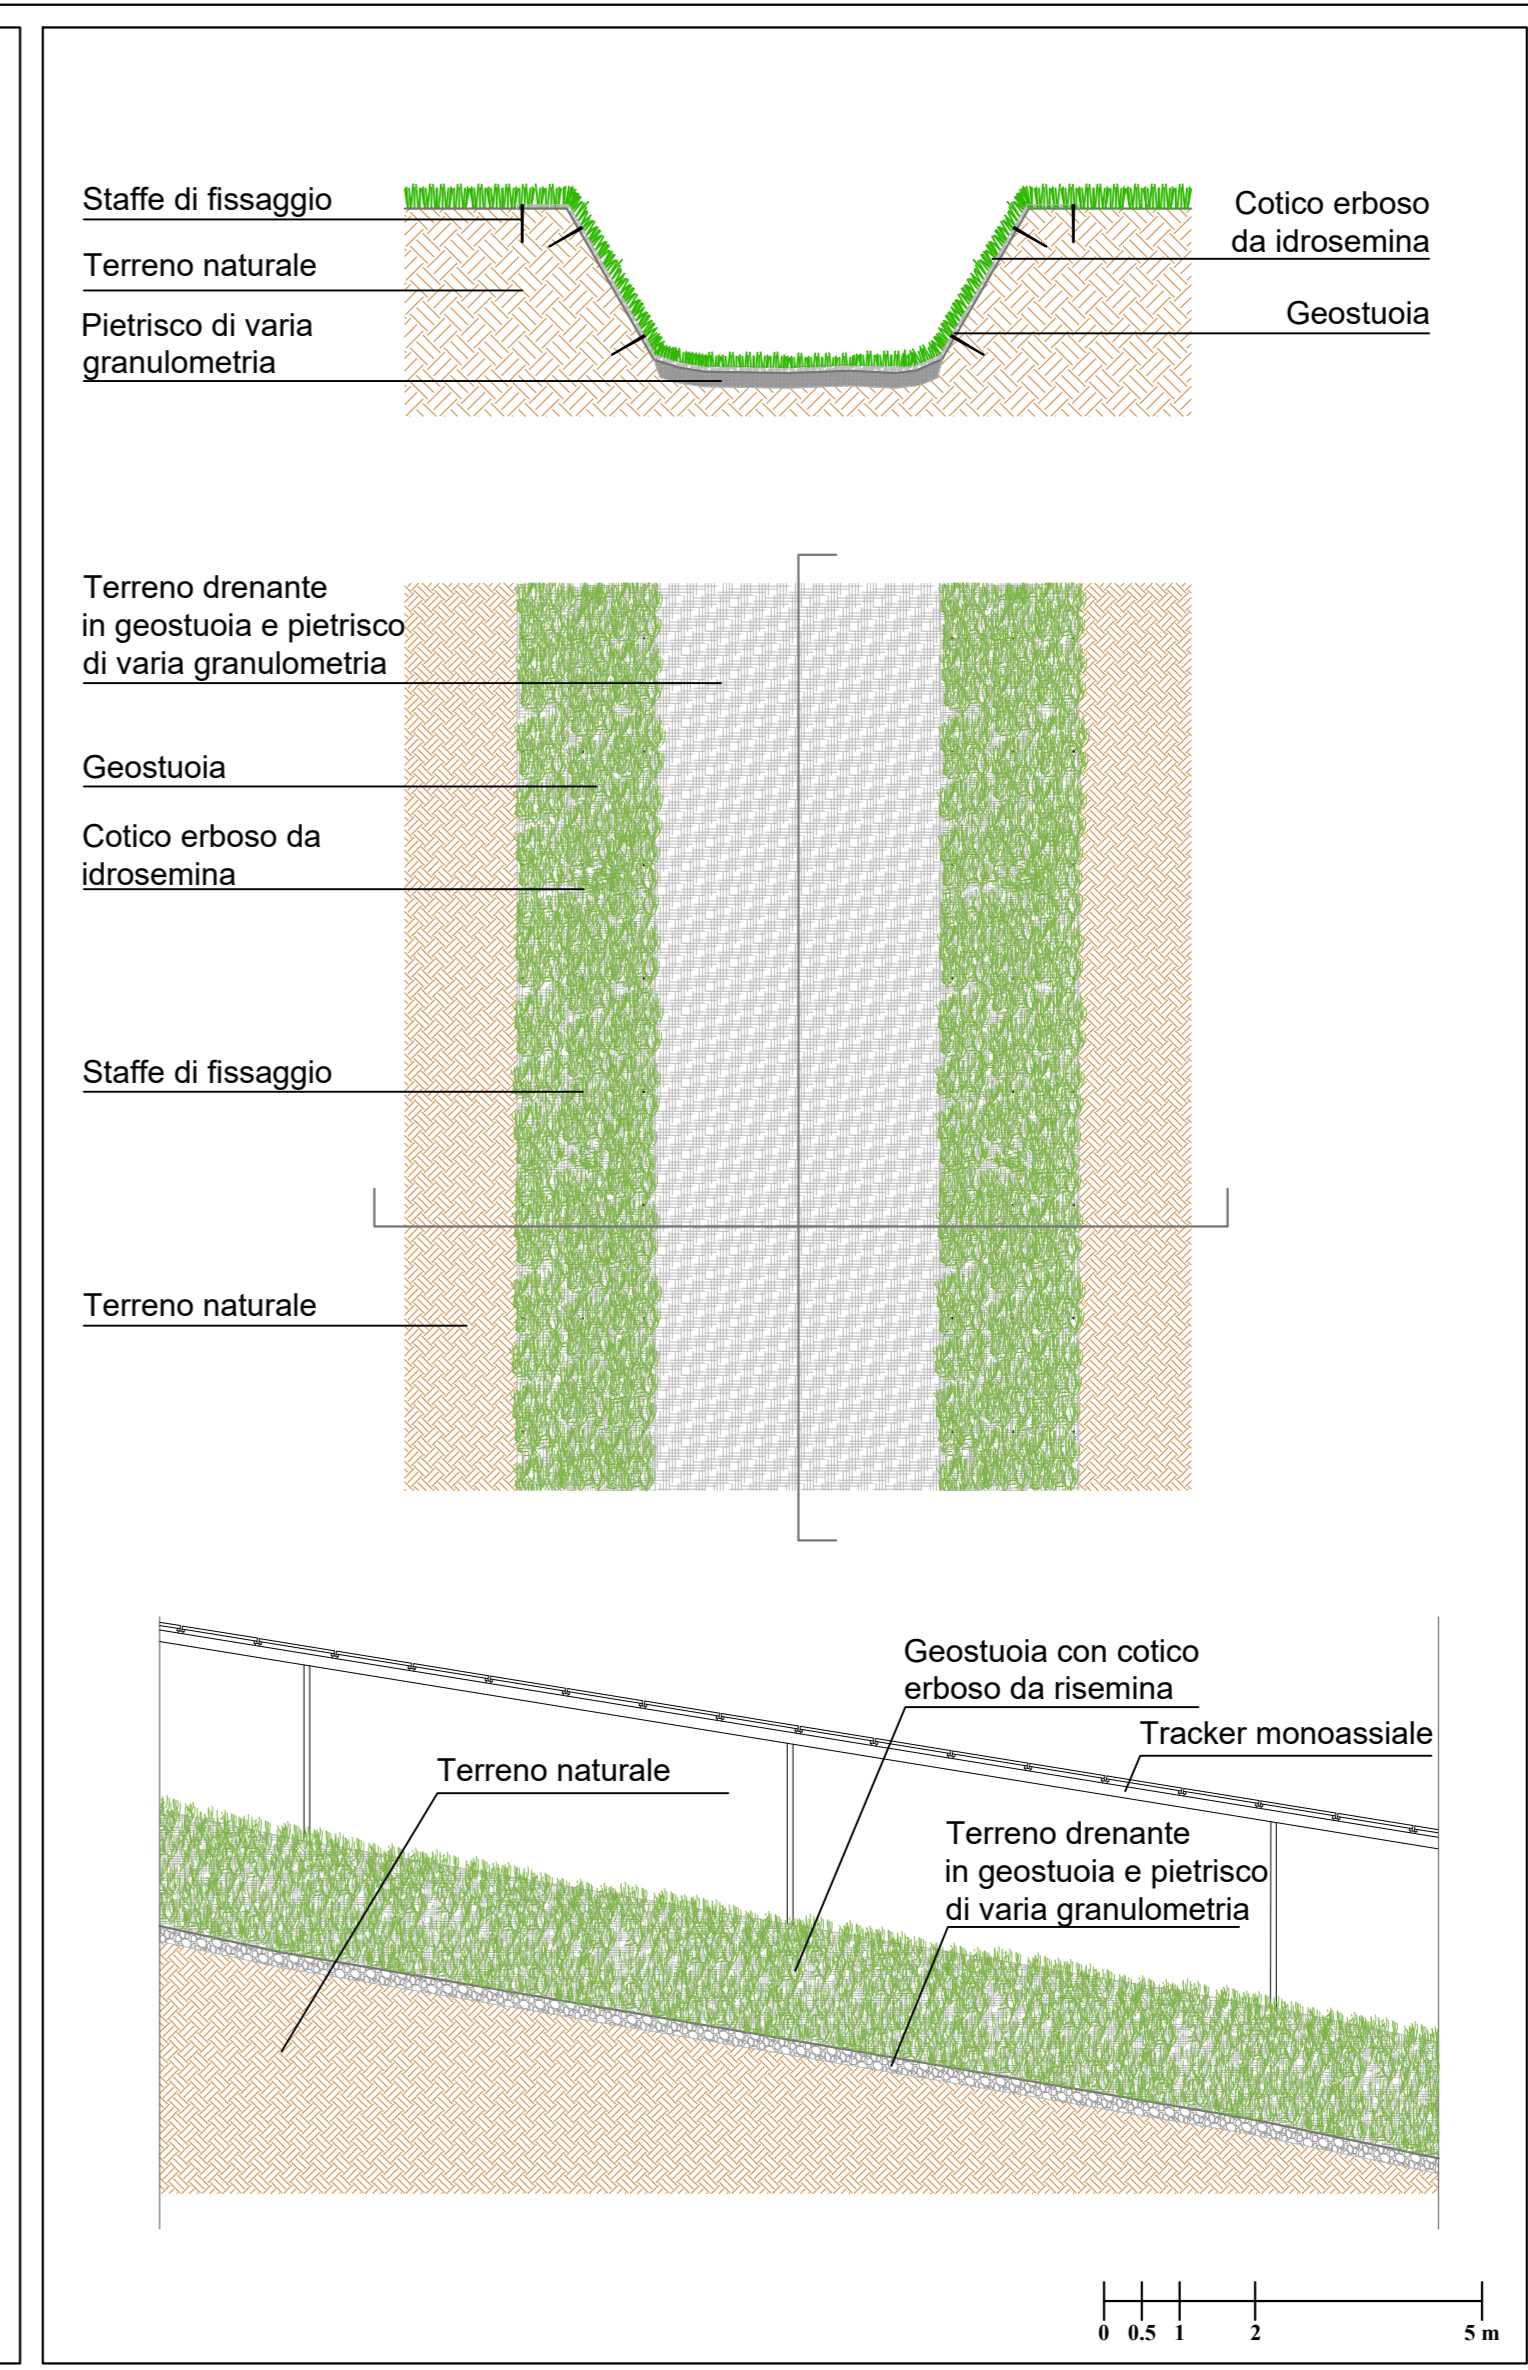 Staffe di fissaggio
Terreno naturale
Pietrisco di varia
granulometria
Cotico erboso
da idrosemina
Geostuoia
Terreno drenante
in geostuoia e pietrisco
di varia granulometria
Geostuoia
Cotico erboso da
idrosemina
Staffe di fissaggio
Terreno naturale
Geostuoia con cotico
erboso da risemina
Tracker monoassiale
Terreno naturale
Terreno drenante
in geostuoia e pietrisco
di varia granulometria
0 0.5 1 2 5 m